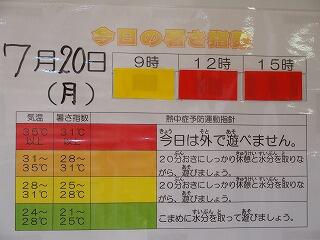 今日の暑さ指数
7月20日
(月)
9時 12時 15時
気温 暑さ指数 熱中症予防運動指針
35℃以上 31℃以上 今日は外で遊べません。
きょう そと あそ
31～35℃ 28～31℃ 20分おきにしっかり休憩と水分を取りな
がら、遊びましょう。
28～31℃ 25～28℃ 20分おきにしっかり休憩と水分を取りな
がら、遊びましょう。
24～28℃ 21～25℃ こまめに水分を取って遊びましょう。